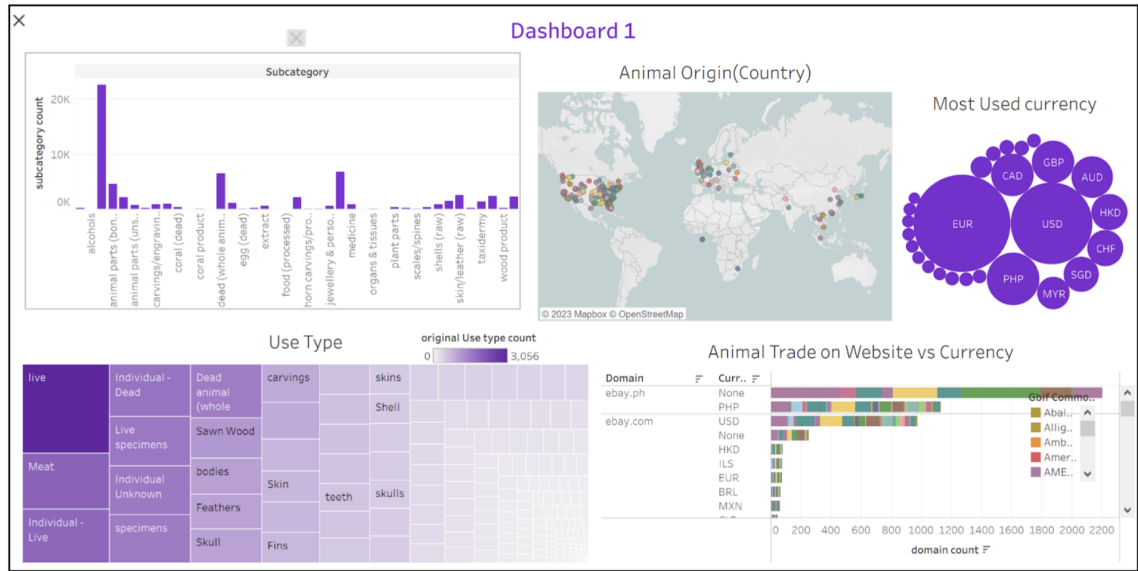 Dashboard 1
Subcategory
subcategory count
20K
10K
0K
alcohols
animal parts (bon..
animal parts (uns..
carvings/engravin..
coral (dead)
coral product
dead (whole anim..
egg (dead)
extract
food (processed)
horn carvings/pro..
jewellery & perso..
medicine
organs & tissues
plant parts
scales/spines
shells (raw)
skin/leather (raw)
taxidermy
wood product
Animal Origin(Country)
© 2023 Mapbox © OpenStreetMap
Most Used currency
GBP
CAD
AUD
EUR
USD
HKD
CHF
PHP
SGD
MYR
Use Type
original Use type count
0 3,056
live
Meat
Individual -
Live
Individual -
Dead
Live
specimens
Individual
Unknown
specimens
Dead
animal
(whole
Sawn Wood
bodies
Feathers
Skull
carvings
Skin
Fins
teeth
skins
Shell
skulls
Animal Trade on Website vs Currency
Domain Curr..
ebay.ph None
PHP
ebay.com USD
None
HKD
ILS
EUR
BRL
MXN
0 200 400 600 800 1000 1200 1400 1600 1800 2000 2200
domain count
Gbif Commo..
Abal..
Allig..
Amb..
Amer..
AME..